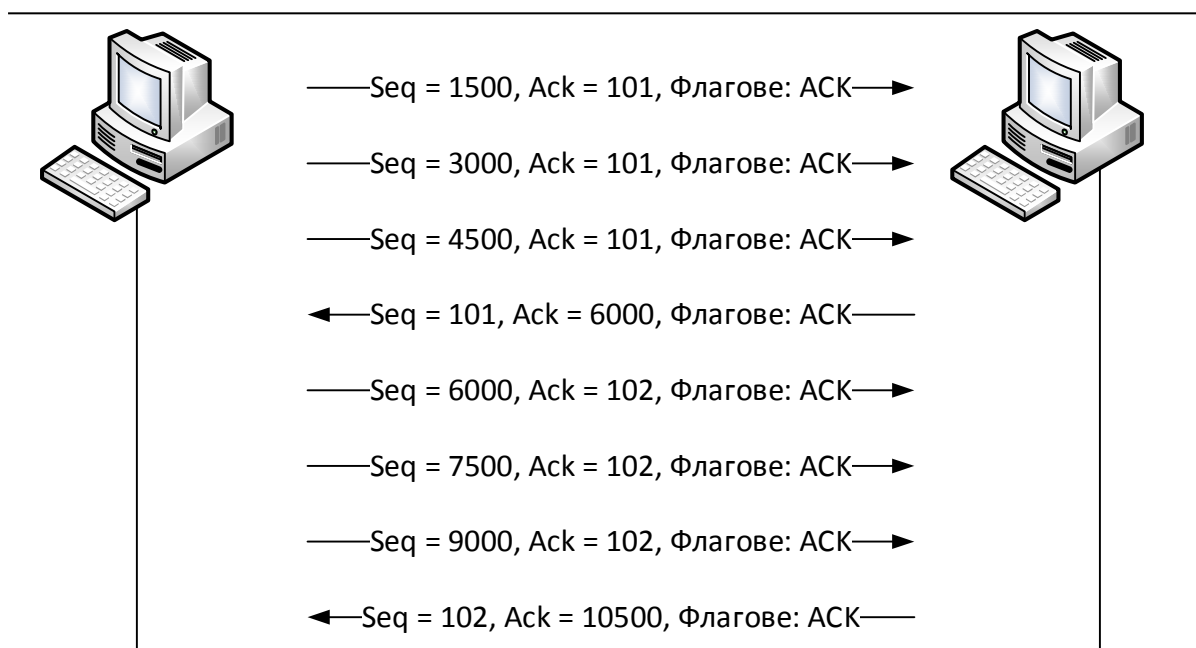 Seq = 1500, Ack = 101, Флагове: ACK
Seq = 3000, Ack = 101, Флагове: ACK
Seq = 4500, Ack = 101, Флагове: ACK
Seq = 101, Ack = 6000, Флагове: ACK
Seq = 6000, Ack = 102, Флагове: ACK
Seq = 7500, Ack = 102, Флагове: ACK
Seq = 9000, Ack = 102, Флагове: ACK
Seq = 102, Ack = 10500, Флагове: ACK